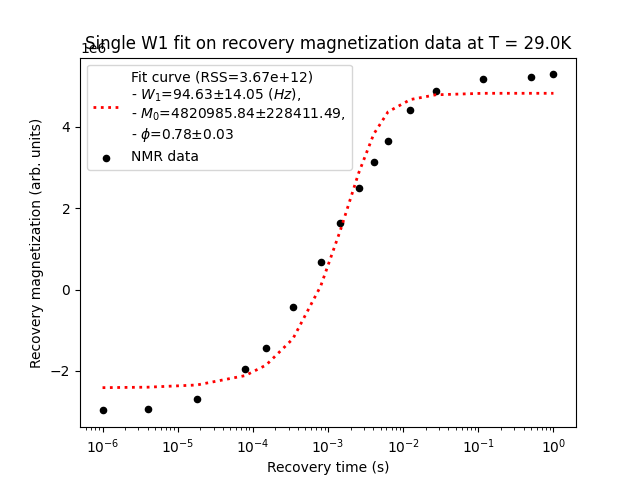 Single W1 fit on recovery magnetization data at T = 29.0K
1e6
Fit curve (RSS=3.67e+12)
- W₁=94.63±14.05 (Hz),
- M₀=4820985.84±228411.49,
- ϕ=0.78±0.03
NMR data
Recovery magnetization (arb. units)
4
2
0
−2
10⁻⁶ 10⁻⁵ 10⁻⁴ 10⁻³ 10⁻² 10⁻¹ 10⁰
Recovery time (s)